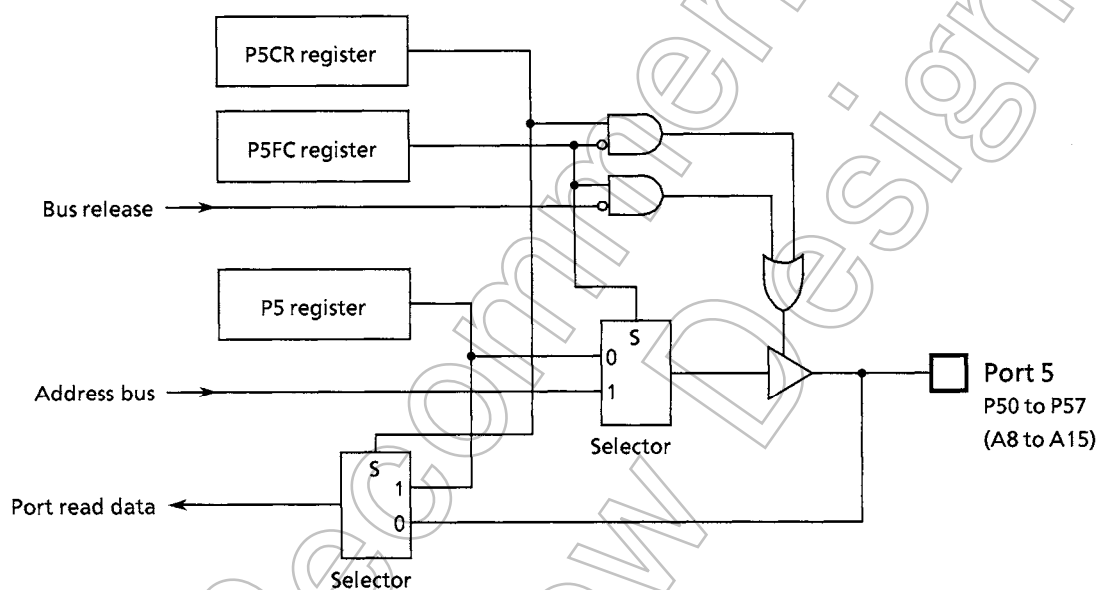 P5CR register
P5FC register
Bus release
P5 register
S
0
Address bus
1
Port 5
P50 to P57
(A8 to A15)
Selector
S
1
Port read data
0
Selector